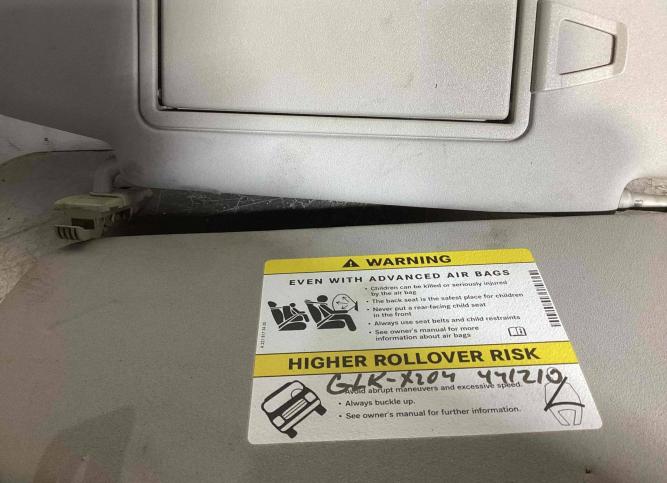 WARNING
EVEN WITH ADVANCED AIR BAGS
• Children can be killed or seriously injured
by the air bag
• The back seat is the safest place for children
• Never put a rear-facing child seat
in the front
• Always use seat belts and child restraints
• See owner's manual for more
information about air bags
HIGHER ROLLOVER RISK
GLK-X204
• Avoid abrupt maneuvers and excessive speed.
• Always buckle up.
• See owner's manual for further information.